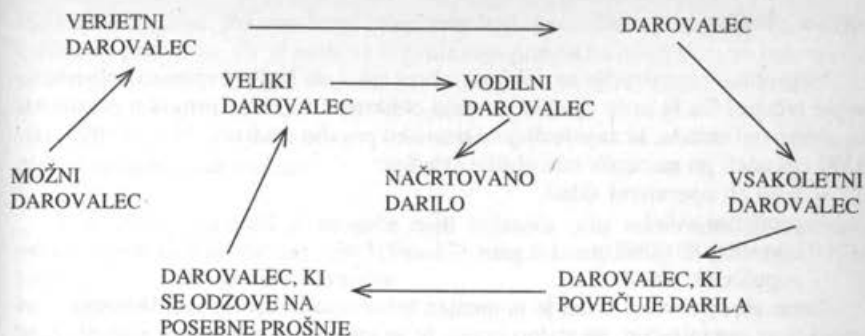 VERJETNI
DAROVALEC
DAROVALEC
VELIKI
DAROVALEC
VODILNI
DAROVALEC
MOŽNI
DAROVALEC
NAČRTOVANO
DARILO
VSAKOLETNI
DAROVALEC
DAROVALEC, KI
SE ODZOVE NA
POSEBNE PROŠNJE
DAROVALEC, KI
POVEČUJE DARILA